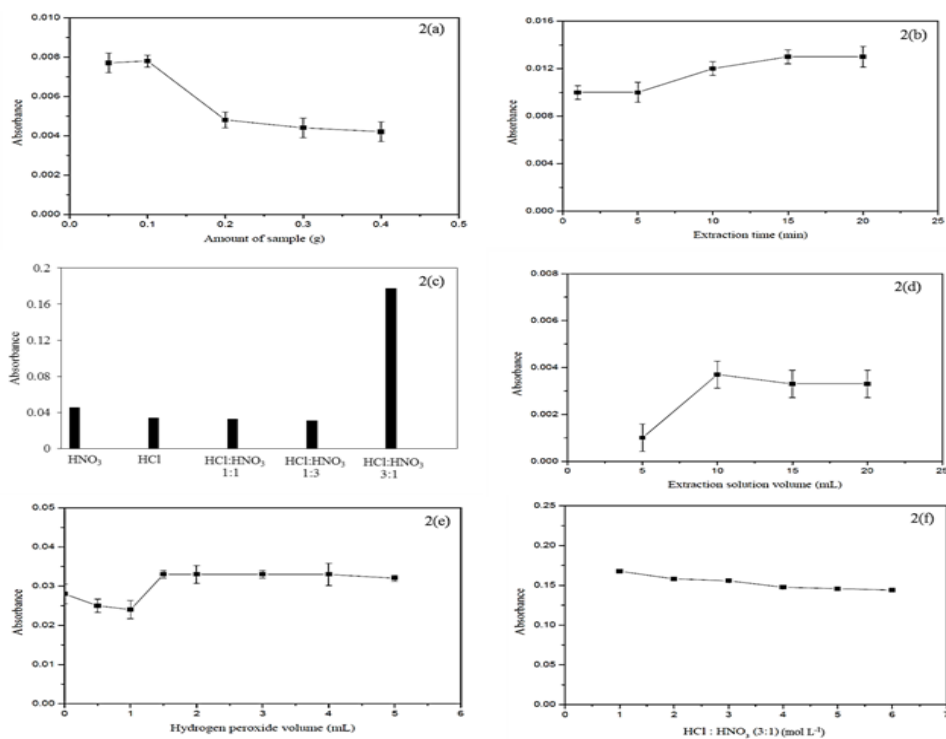 2(a)
0.010
0.008
0.006
0.004
0.002
0.000
Absorbance
0.0 0.1 0.2 0.3 0.4 0.5
Amount of sample (g)
2(b)
0.016
0.012
0.008
0.004
0.000
Absorbance
5 10 15 20 25
Extraction time (min)
2(c)
0.2
0.16
0.12
0.08
0.04
0
Absorbance
HNO₃ HCl HCl:HNO₃ HCl:HNO₃ HCl:HNO₃
1:1 1:3 3:1
2(d)
0.008
0.006
0.004
0.002
0.000
Absorbance
0 5 10 15 20 25
Extraction solution volume (mL)
2(e)
0.05
0.04
0.03
0.02
0.01
0.00
Absorbance
0 1 2 3 4 5 6
Hydrogen peroxide volume (mL)
2(f)
0.25
0.20
0.15
0.10
0.05
0.00
Absorbance
1 2 3 4 5 6 7
HCl : HNO₃ (3:1) (mol L⁻¹)